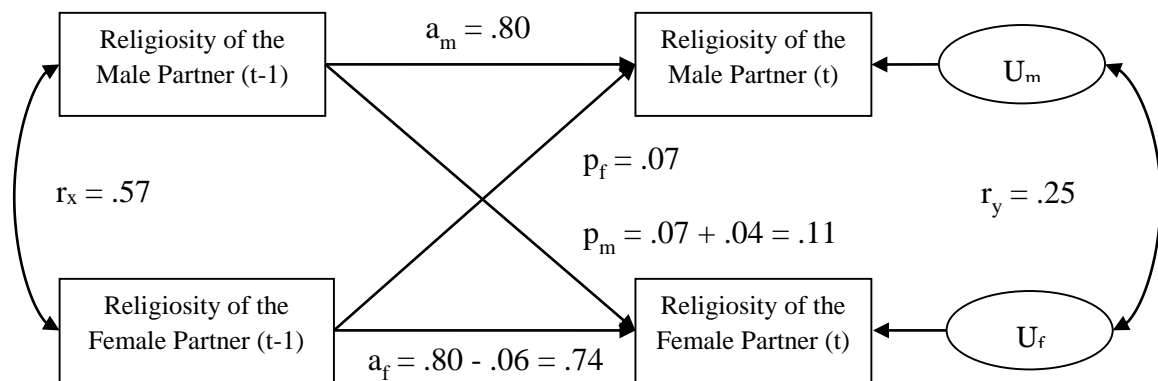 Religiosity of the
Male Partner (t-1)
a_m = .80
Religiosity of the
Male Partner (t)
U_m
r_x = .57
p_f = .07
p_m = .07 + .04 = .11
r_y = .25
Religiosity of the
Female Partner (t-1)
a_f = .80 - .06 = .74
Religiosity of the
Female Partner (t)
U_f